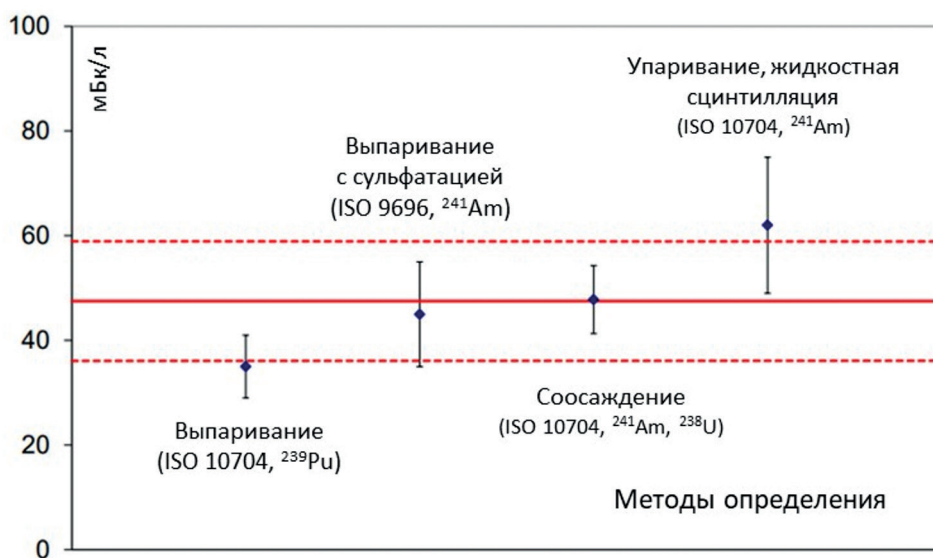 100
80
60
40
20
0
мБк/л
Упаривание, жидкостная
сцинтилляция
(ISO 10704, ²⁴¹Am)
Выпаривание
с сульфатацией
(ISO 9696, ²⁴¹Am)
Соосаждение
(ISO 10704, ²⁴¹Am, ²³⁸U)
Выпаривание
(ISO 10704, ²³⁹Pu)
Методы определения